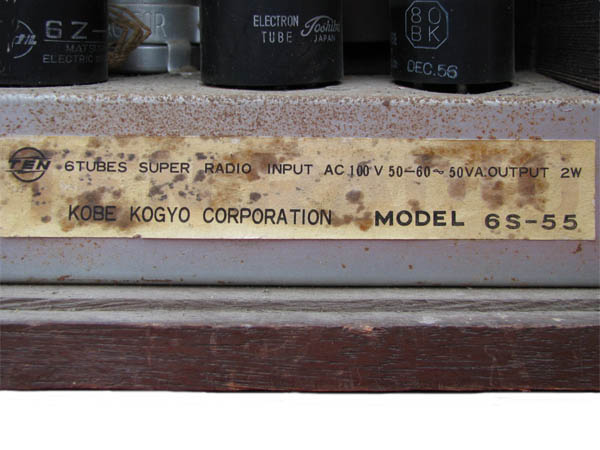 6Z-
MATSU
ELECTRIC
ELECTRON
TUBE
Toshiba
JAPAN
80
BK
DEC.56
TEN 6TUBES SUPER RADIO INPUT AC 100V 50-60~ 50VA.OUTPUT 2W
KOBE KOGYO CORPORATION MODEL 6S-55